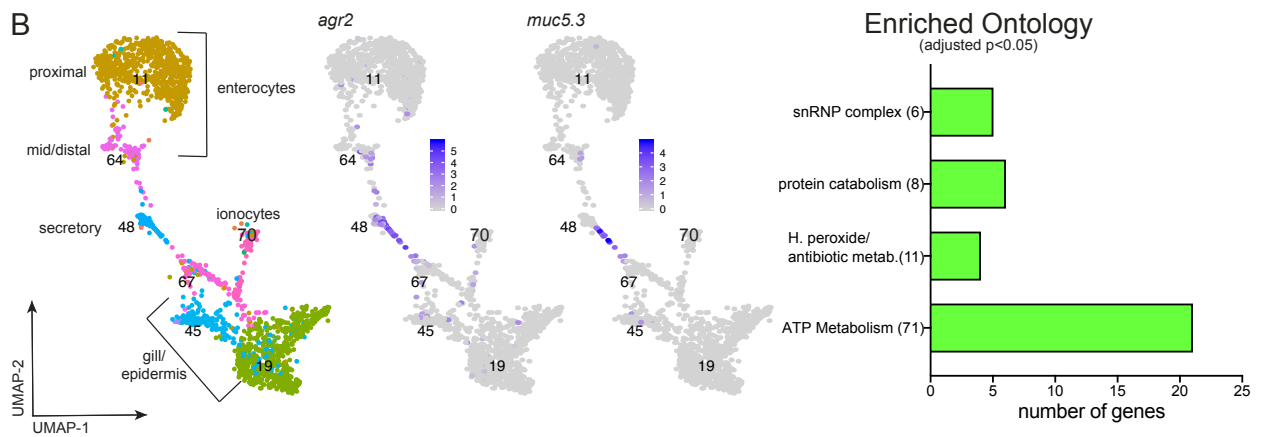 B
proximal
11
enterocytes
mid/distal
64
secretory
48
ionocytes
70
67
45
gill/
epidermis
19
UMAP-2
UMAP-1
agr2
11
64
5
4
3
2
1
0
48
70
67
45
19
muc5.3
11
64
4
3
2
1
0
48
70
67
45
19
Enriched Ontology
(adjusted p<0.05)
snRNP complex (6)
protein catabolism (8)
H. peroxide/
antibiotic metab.(11)
ATP Metabolism (71)
0 5 10 15 20 25
number of genes